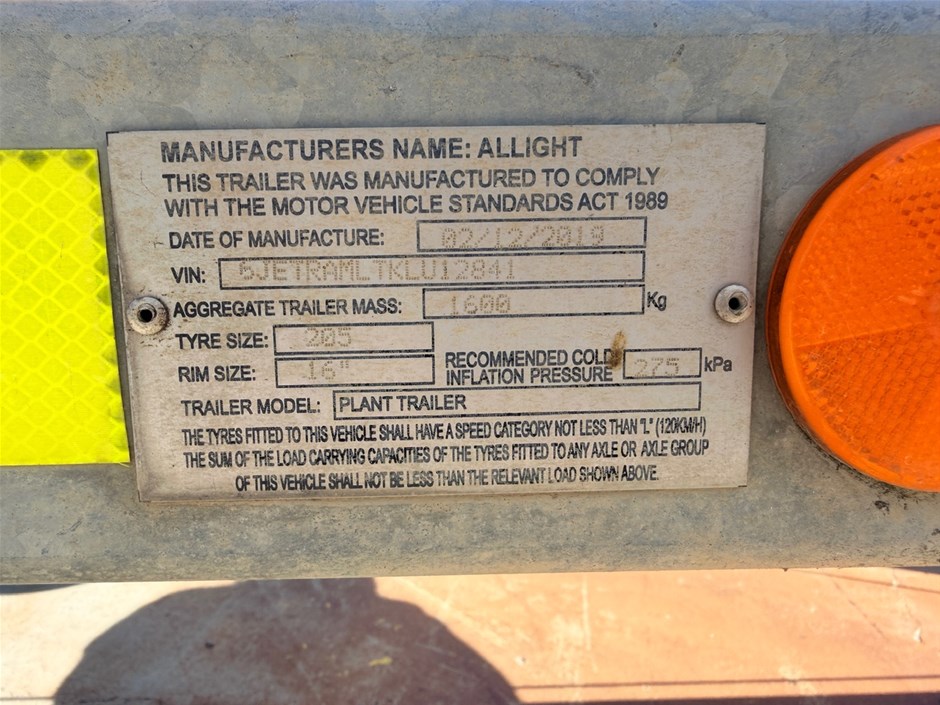 MANUFACTURERS NAME: ALLIGHT
THIS TRAILER WAS MANUFACTURED TO COMPLY
WITH THE MOTOR VEHICLE STANDARDS ACT 1989
DATE OF MANUFACTURE: 02/12/2019
VIN: 6JETRAMLTKLU12841
AGGREGATE TRAILER MASS: 1600 Kg
TYRE SIZE: 205
RIM SIZE: 16"
RECOMMENDED COLD
INFLATION PRESSURE 275 kPa
TRAILER MODEL: PLANT TRAILER
THE TYRES FITTED TO THIS VEHICLE SHALL HAVE A SPEED CATEGORY NOT LESS THAN "L" (120KM/H)
THE SUM OF THE LOAD CARRYING CAPACITIES OF THE TYRES FITTED TO ANY AXLE OR AXLE GROUP
OF THIS VEHICLE SHALL NOT BE LESS THAN THE RELEVANT LOAD SHOWN ABOVE.